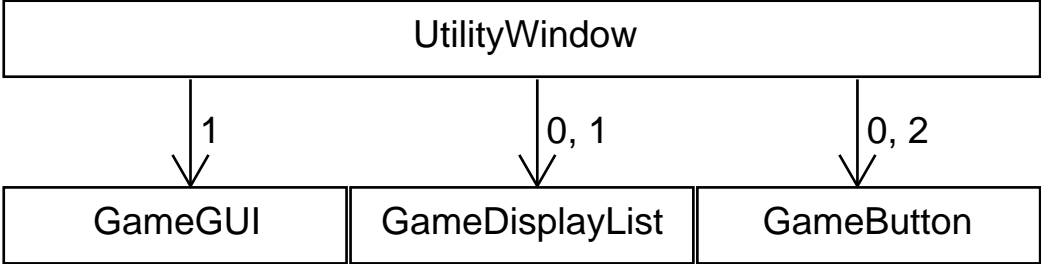 UtilityWindow
1
0, 1
0, 2
GameGUI
GameDisplayList
GameButton